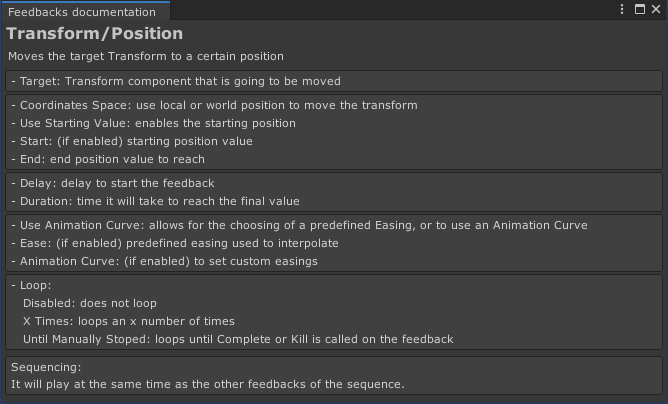 Feedbacks documentation
Transform/Position
Moves the target Transform to a certain position
- Target: Transform component that is going to be moved
- Coordinates Space: use local or world position to move the transform
- Use Starting Value: enables the starting position
- Start: (if enabled) starting position value
- End: end position value to reach
- Delay: delay to start the feedback
- Duration: time it will take to reach the final value
- Use Animation Curve: allows for the choosing of a predefined Easing, or to use an Animation Curve
- Ease: (if enabled) predefined easing used to interpolate
- Animation Curve: (if enabled) to set custom easings
- Loop:
Disabled: does not loop
X Times: loops an x number of times
Until Manually Stoped: loops until Complete or Kill is called on the feedback
Sequencing:
It will play at the same time as the other feedbacks of the sequence.